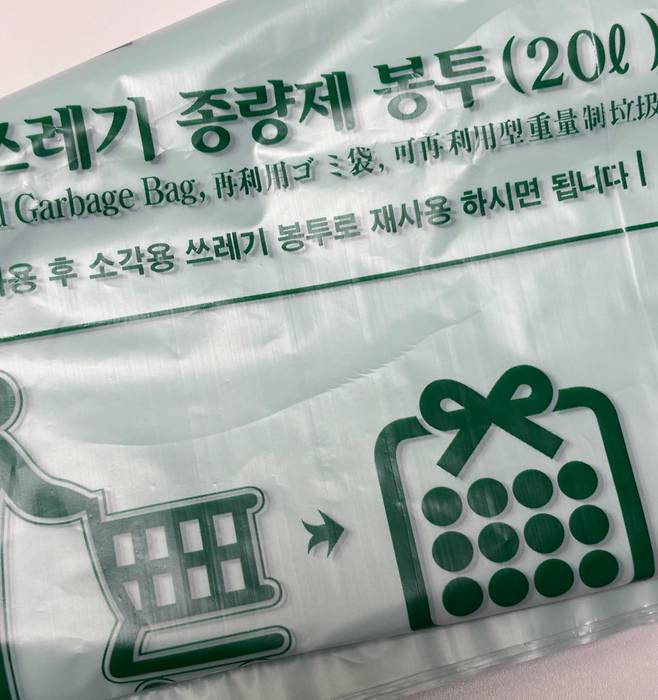 쓰레기 종량제 봉투(20ℓ)
Garbage Bag, 再利用ゴミ袋, 可再利用型重量制垃圾
후 소각용 쓰레기 봉투로 재사용 하시면 됩니다